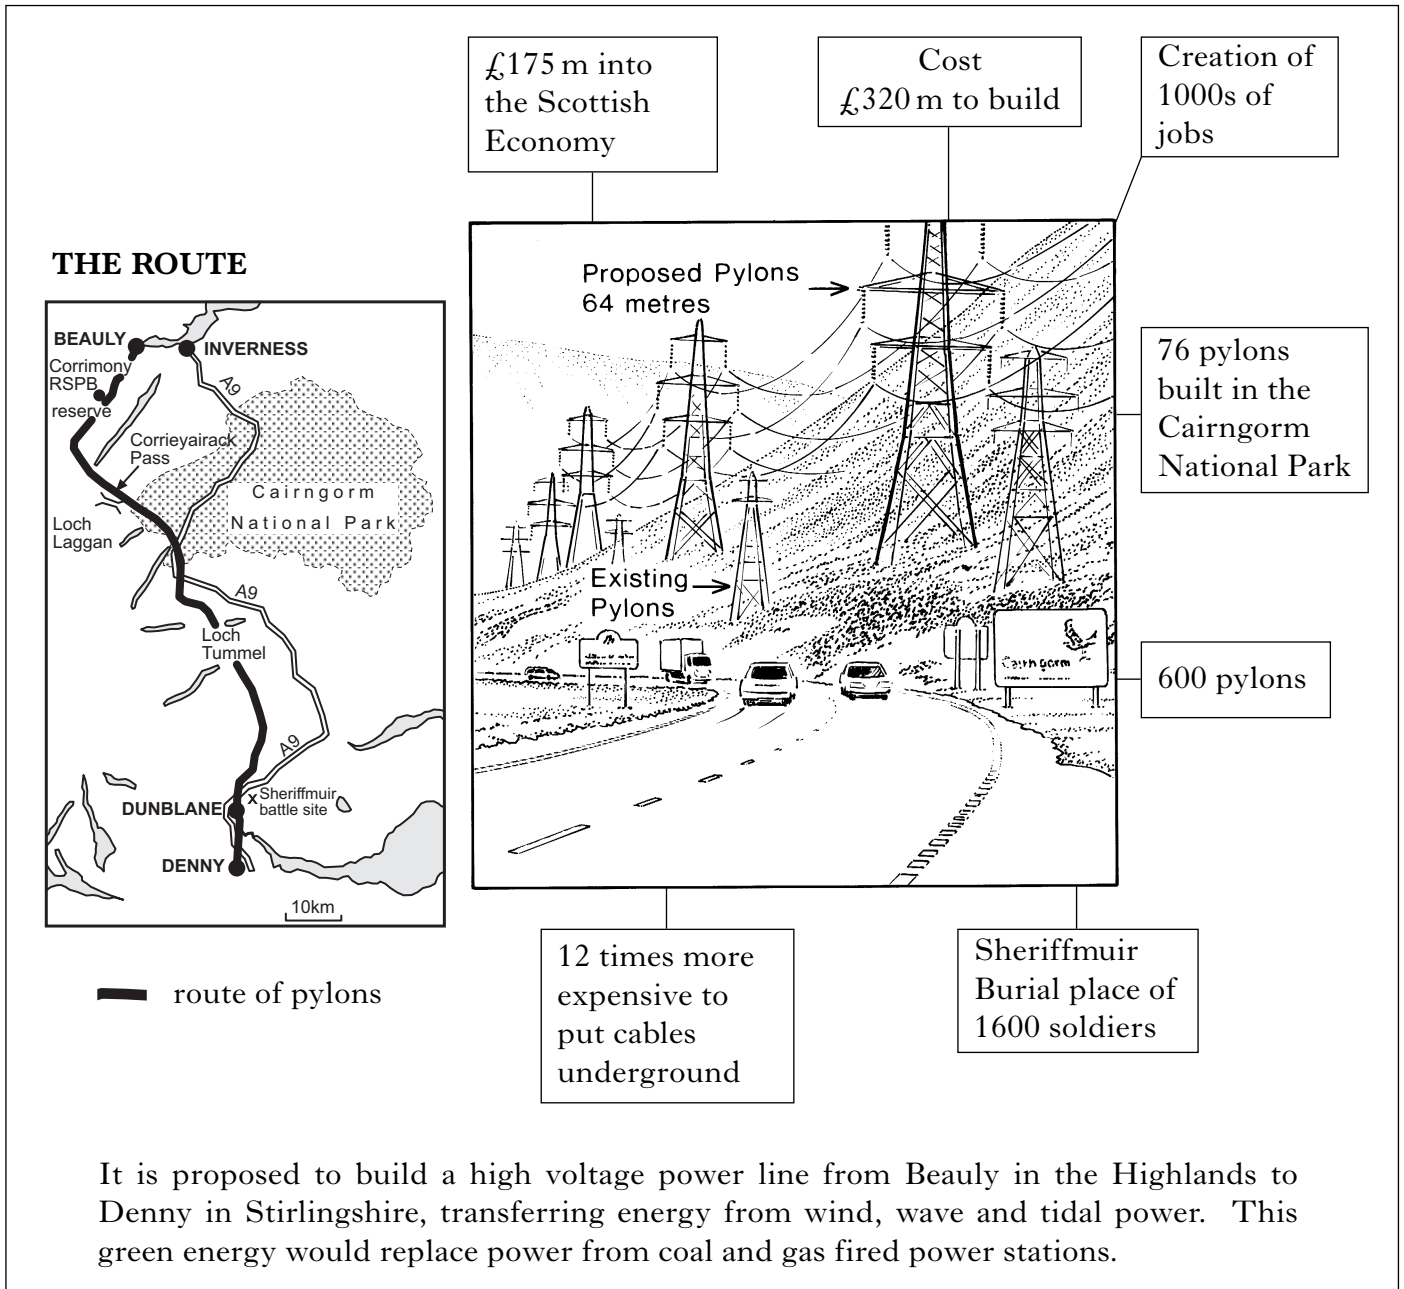 £175 m into
the Scottish
Economy
Cost
£320 m to build
Creation of
1000s of
jobs
THE ROUTE
BEAULY
INVERNESS
Corrimony
RSPB
reserve
A9
Corrieyairack
Pass
Cairngorm
National Park
Loch
Laggan
A9
Loch
Tummel
A9
Sheriffmuir
battle site
x
DUNBLANE
DENNY
10km
route of pylons
Proposed Pylons
64 metres
Existing
Pylons
Cairngorm
76 pylons
built in the
Cairngorm
National Park
600 pylons
12 times more
expensive to
put cables
underground
Sheriffmuir
Burial place of
1600 soldiers
It is proposed to build a high voltage power line from Beauly in the Highlands to
Denny in Stirlingshire, transferring energy from wind, wave and tidal power. This
green energy would replace power from coal and gas fired power stations.